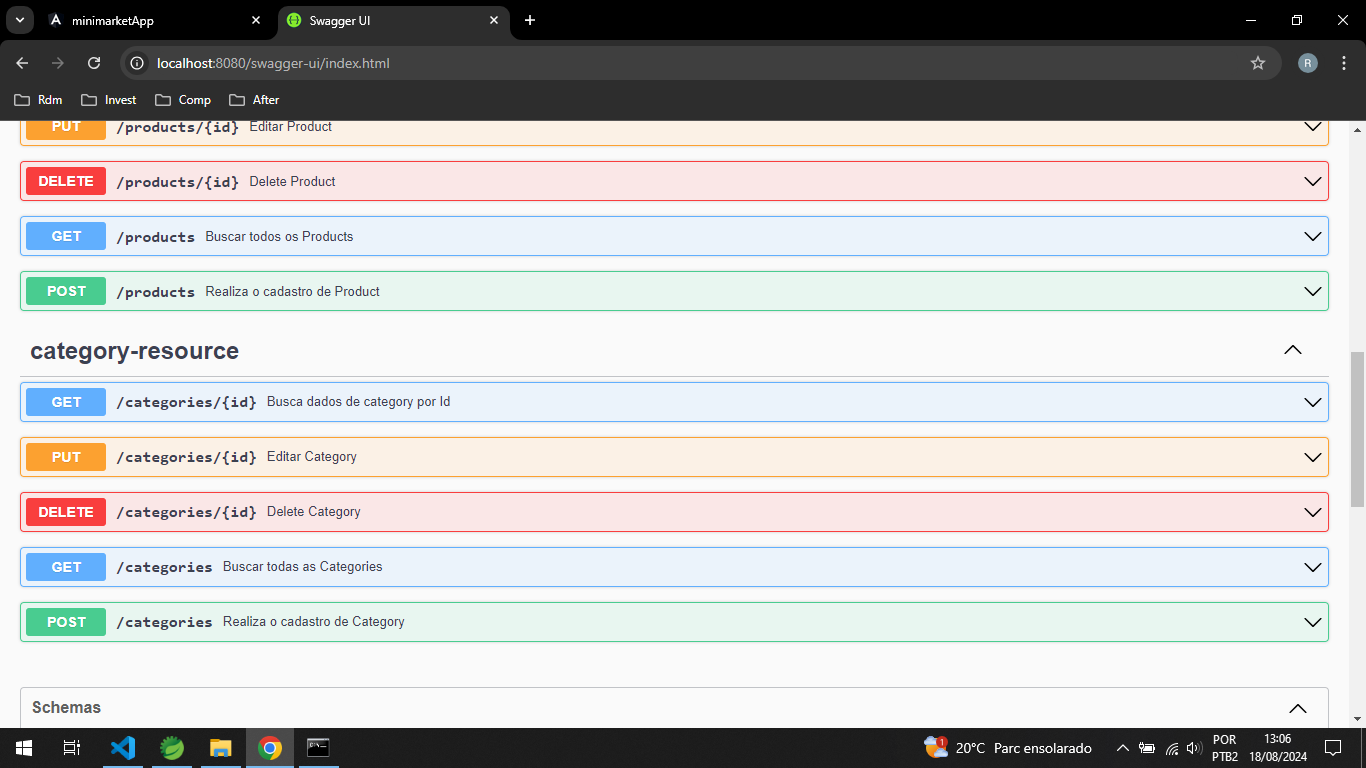 minimarketApp
Swagger UI
localhost:8080/swagger-ui/index.html
R
Rdm
Invest
Comp
After
PUT /products/{id} Editar Product
DELETE /products/{id} Delete Product
GET /products Buscar todos os Products
POST /products Realiza o cadastro de Product
category-resource
GET /categories/{id} Busca dados de category por Id
PUT /categories/{id} Editar Category
DELETE /categories/{id} Delete Category
GET /categories Buscar todas as Categories
POST /categories Realiza o cadastro de Category
Schemas
1
20°C Parc ensolarado
POR
PTB2
13:06
18/08/2024